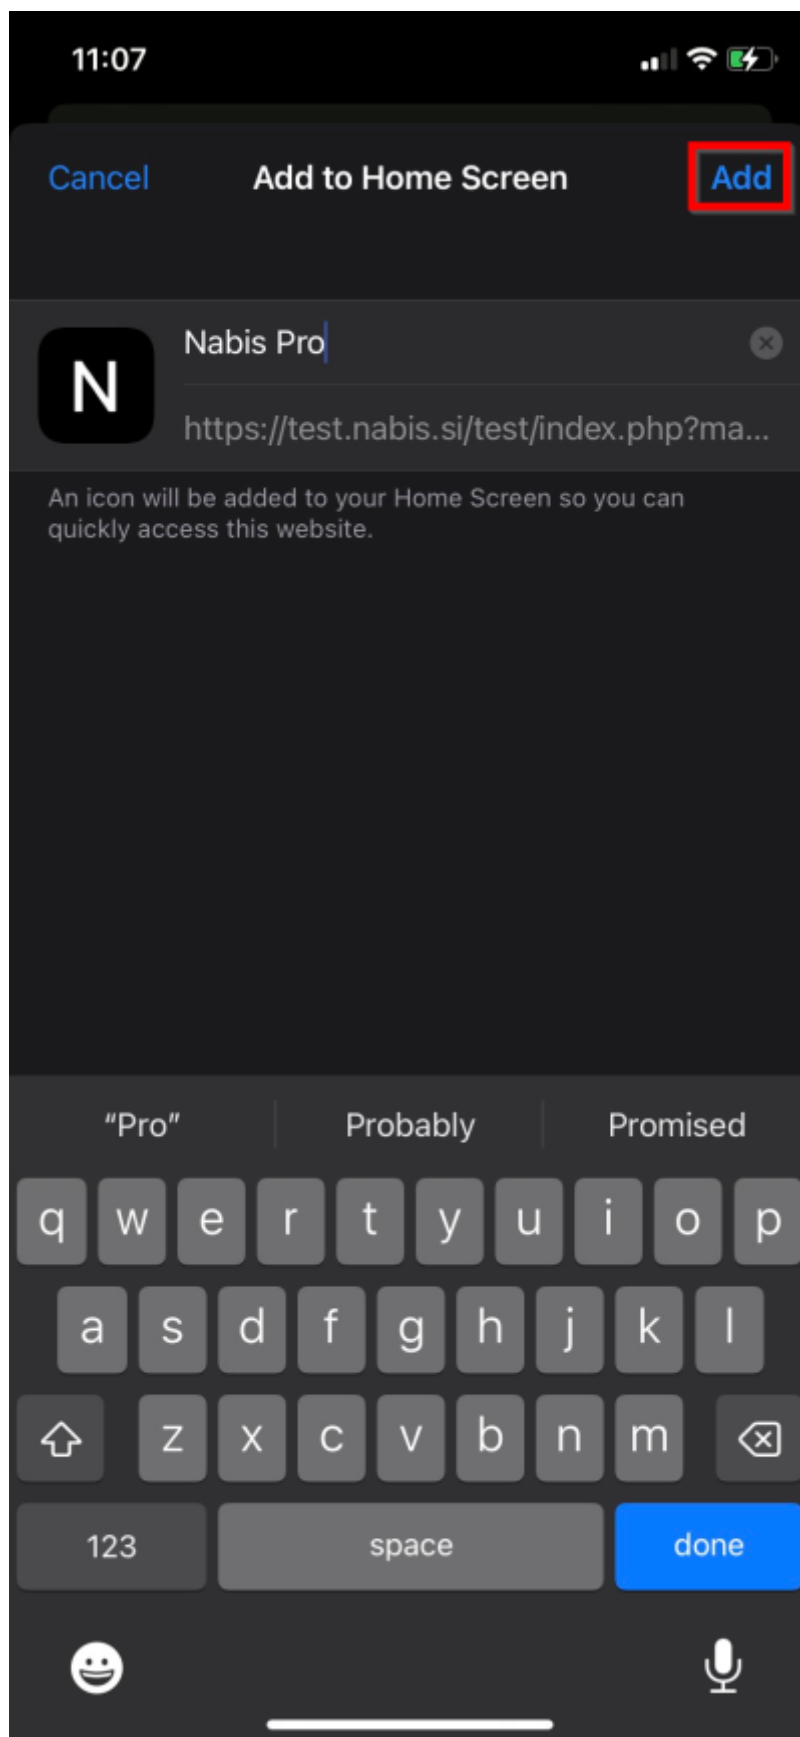 11:07
Cancel Add to Home Screen Add
Nabis Pro
N
https://test.nabis.si/test/index.php?ma...
An icon will be added to your Home Screen so you can
quickly access this website.
"Pro" Probably Promised
q w e r t y u i o p
a s d f g h j k l
z x c v b n m
123 space done